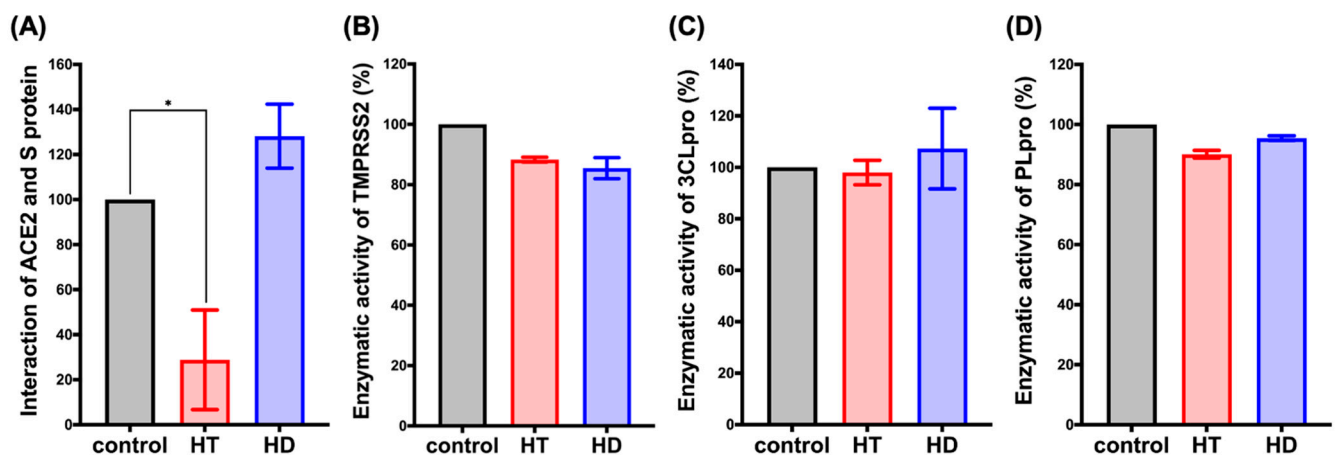 (A)
Interaction of ACE2 and S protein
160
140
120
100
80
60
40
20
0
*
control HT HD
(B)
Enzymatic activity of TMPRSS2 (%)
120
100
80
60
40
20
0
control HT HD
(C)
Enzymatic activity of 3CLpro (%)
140
120
100
80
60
40
20
0
control HT HD
(D)
Enzymatic activity of PLpro (%)
120
100
80
60
40
20
0
control HT HD